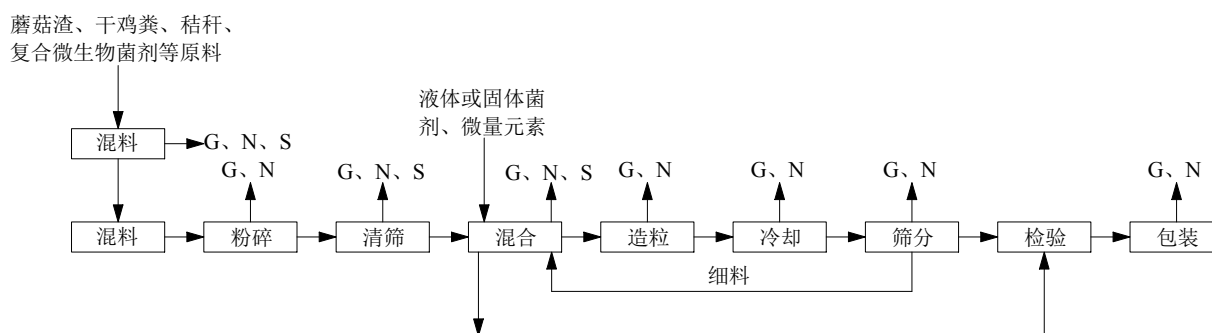 蘑菇渣、干鸡粪、秸秆、
复合微生物菌剂等原料
液体或固体菌
剂、微量元素
混料
G、N、S
G、N
G、N、S
G、N、S
G、N
G、N
G、N
G、N
混料
粉碎
清筛
混合
造粒
冷却
筛分
检验
包装
细料